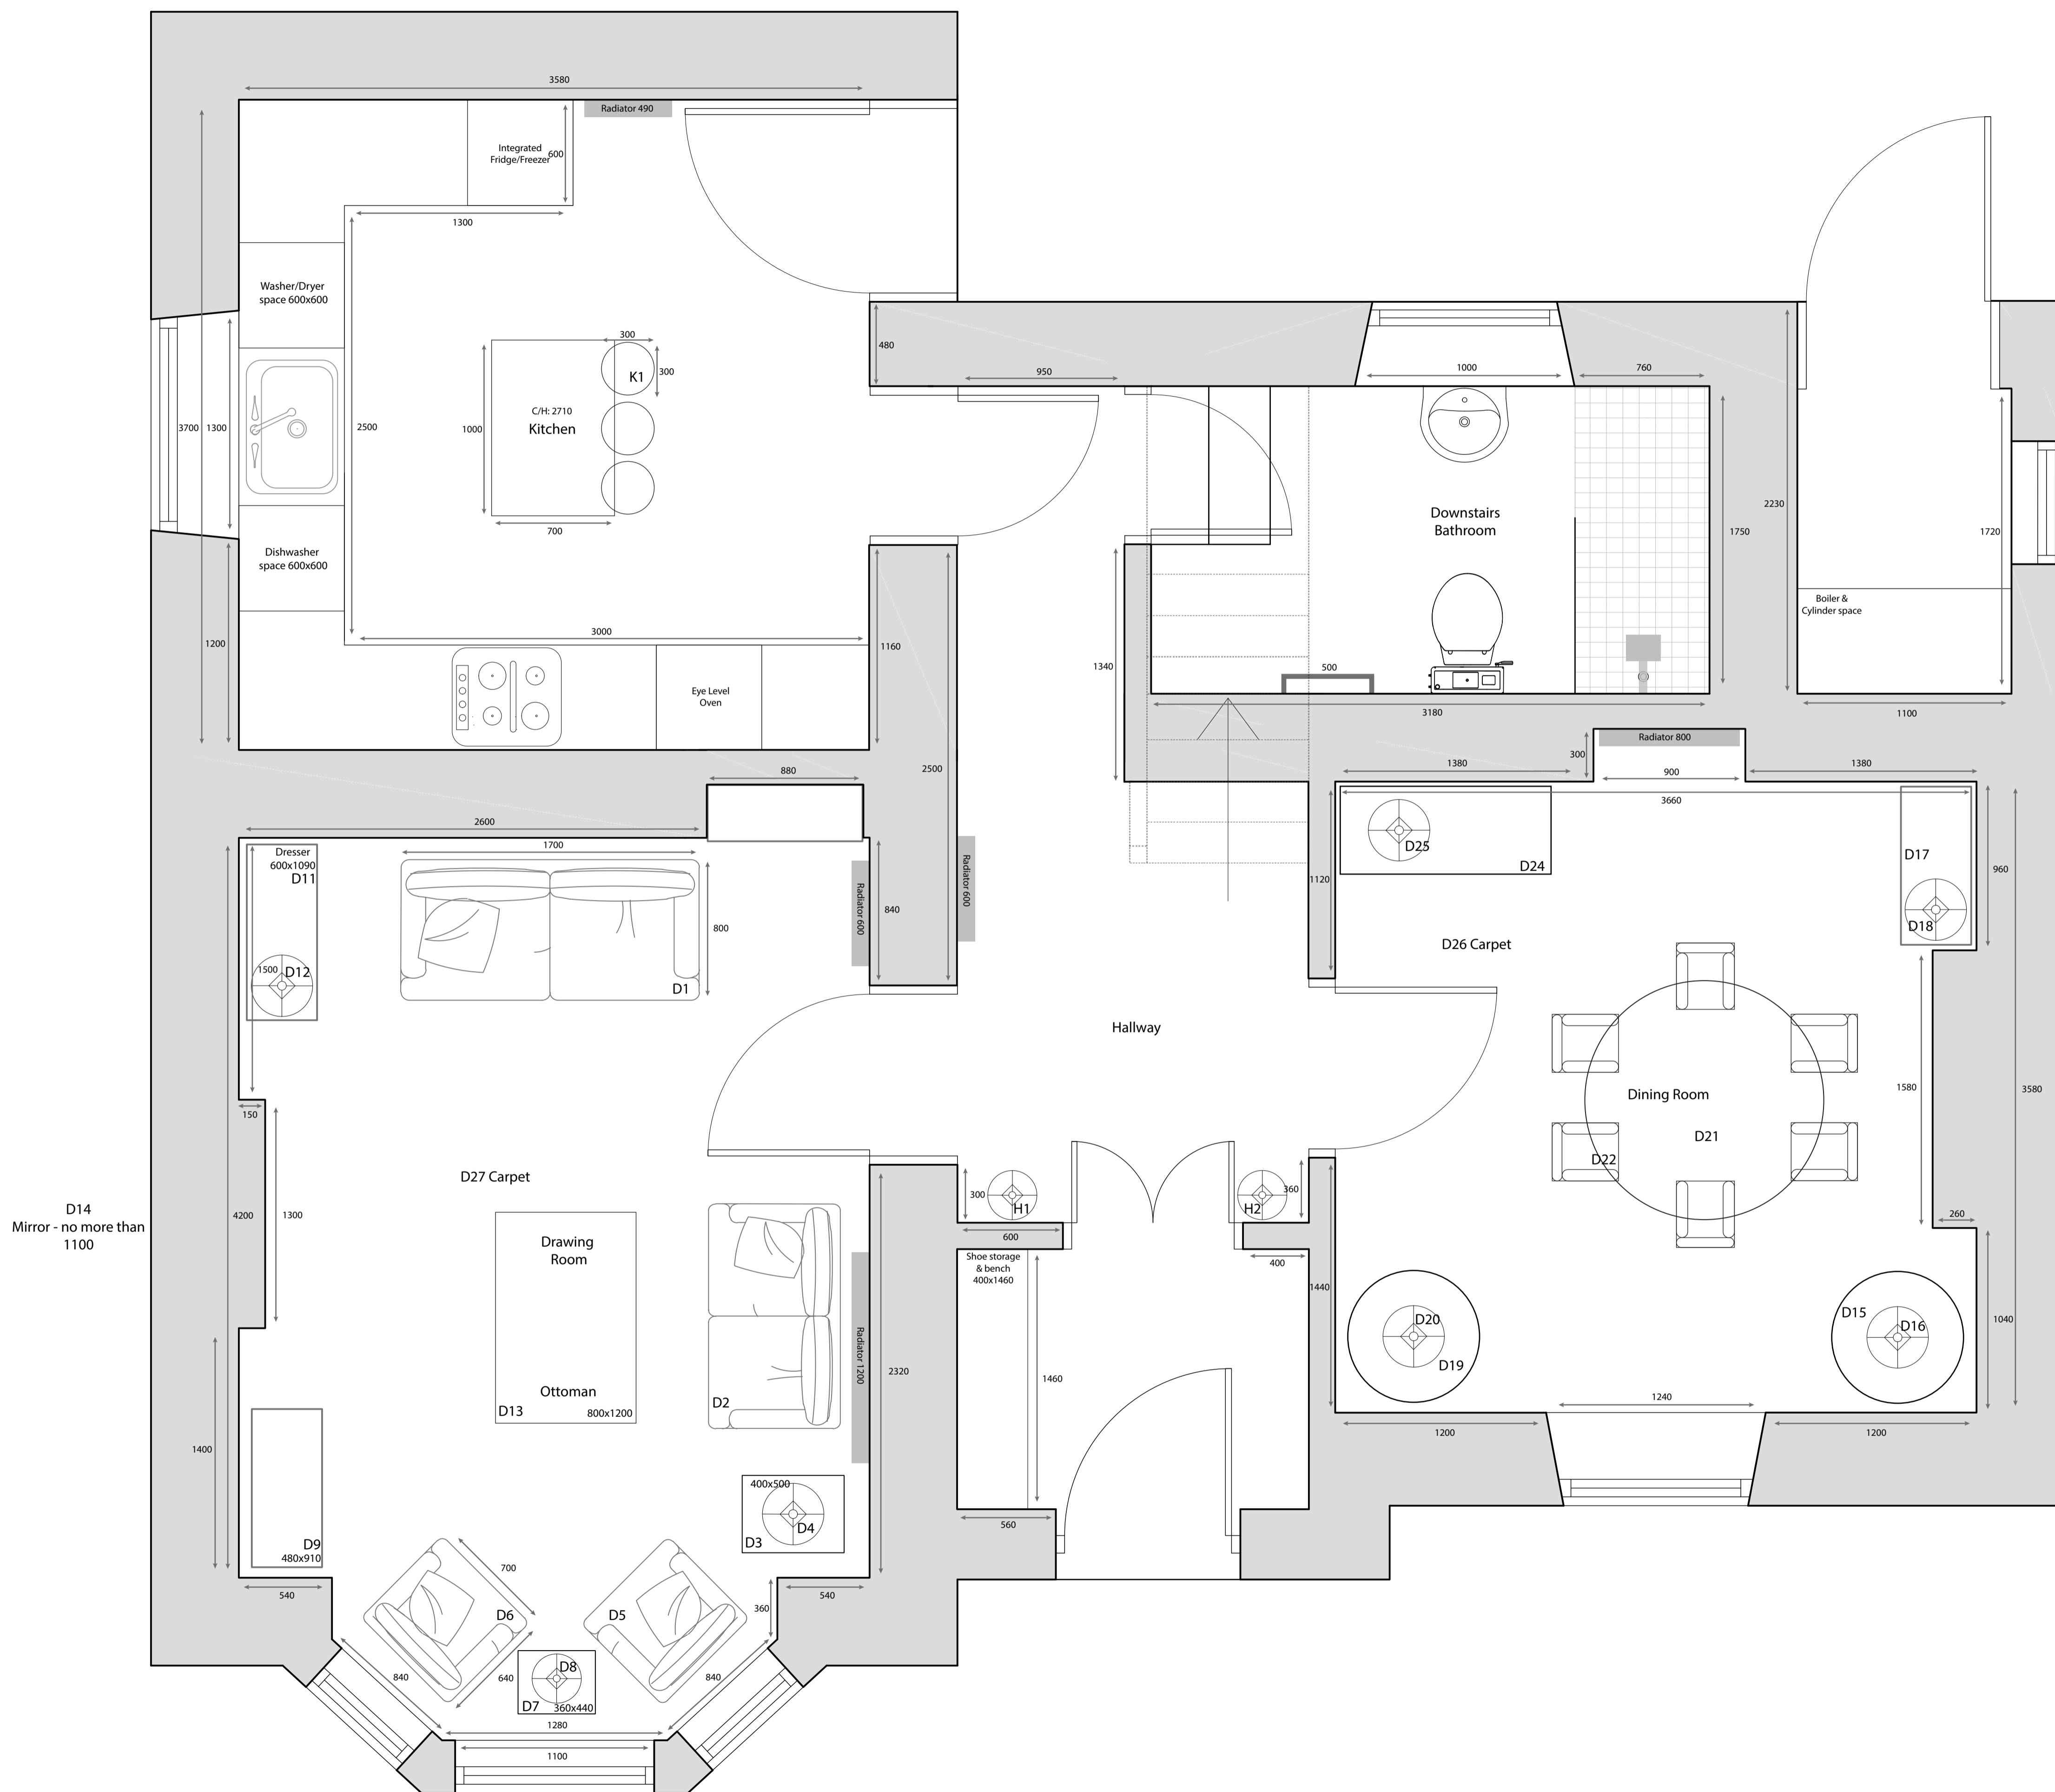 3580
Radiator 490
Integrated
Fridge/Freezer
600
1300
Washer/Dryer
space 600x600
3700
1300
2500
300
K1
300
C/H: 2710
Kitchen
1000
700
Dishwasher
space 600x600
1200
3000
Eye Level
Oven
1160
2500
480
950
1000
760
Downstairs
Bathroom
1750
2230
1720
Boiler &
Cylinder space
1340
500
3180
1100
Radiator 800
300
900
1380
1380
3660
880
2600
1700
Dresser
600x1090
D11
1500
D12
800
D1
Radiator 600
840
Radiator 600
1120
D25
D24
D17
D18
960
D26 Carpet
Hallway
1580
3580
Dining Room
D21
D22
260
150
1300
4200
D27 Carpet
D14
Mirror - no more than
1100
Drawing
Room
Ottoman
D13
800x1200
D2
Radiator 1200
2320
300
H1
H2
360
600
400
Shoe storage
& bench
400x1460
1460
1440
D20
D19
D15
D16
1040
1240
1200
1200
1400
D9
480x910
400x500
D4
D3
560
540
540
360
700
D6
D5
840
640
840
D8
D7
360x440
1280
1100